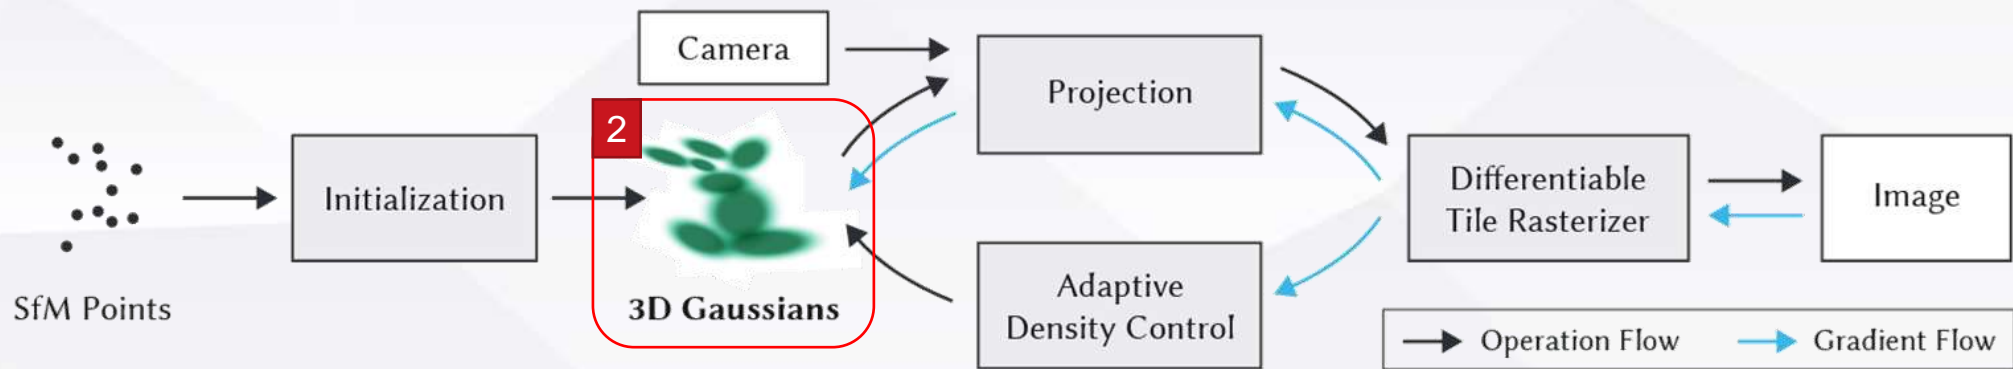 Camera
Projection
2
Initialization
Differentiable
Tile Rasterizer
Image
SfM Points
3D Gaussians
Adaptive
Density Control
Operation Flow
Gradient Flow